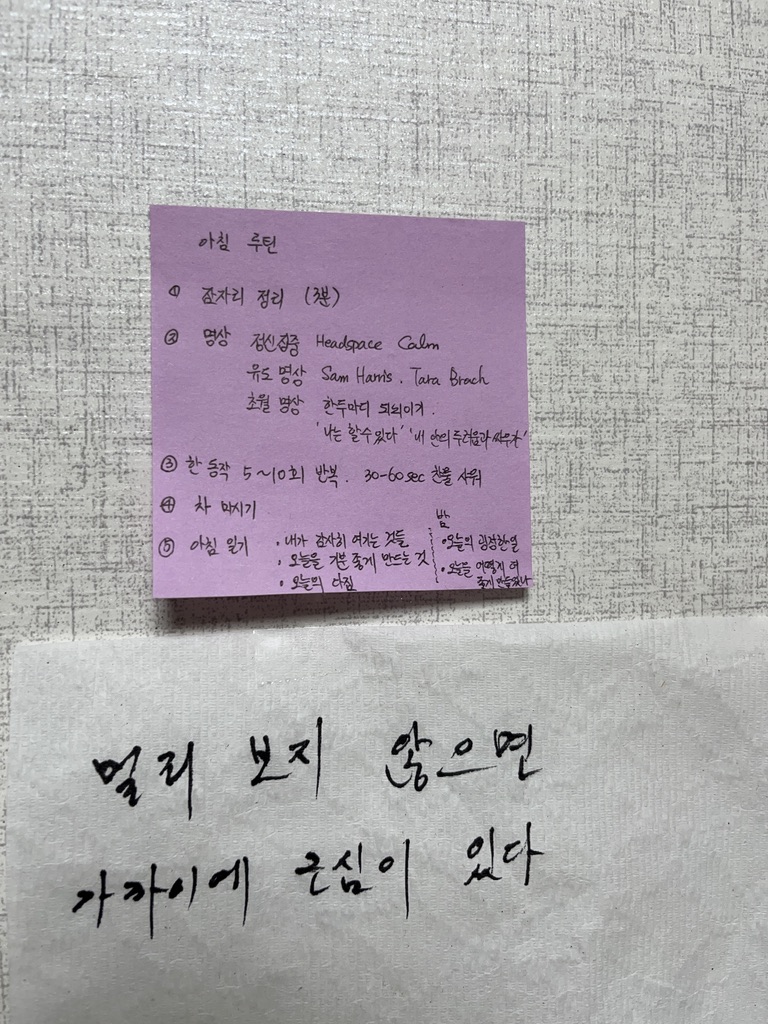 아침 루틴
① 잠자리 정리 (3분)
② 명상 정신집중 Headspace Calm
유도 명상 Sam Harris, Tara Brach
초월 명상 한두마디 되뇌이기.
'나는 할 수 있다' '내 안의 두려움과 싸우자'
③ 한 동작 5~10회 반복. 30-60sec 찬물 샤워
④ 차 마시기
⑤ 아침 일기 • 내가 감사히 여기는 것들
• 오늘을 기분 좋게 만드는 것
• 오늘의 다짐
밤
• 오늘의 굉장한 일
• 오늘을 어떻게 더
좋게 만들었나
멀리 보지 않으면
가까이에 근심이 있다